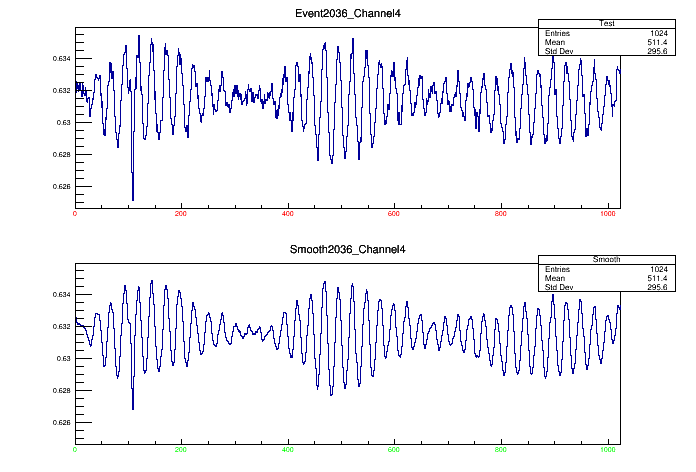 Event2036_Channel4
Test
Entries 1024
Mean 511.4
Std Dev 295.6
0.634
0.632
0.63
0.628
0.626
0 200 400 600 800 1000
Smooth2036_Channel4
Smooth
Entries 1024
Mean 511.4
Std Dev 295.6
0.634
0.632
0.63
0.628
0.626
0 200 400 600 800 1000